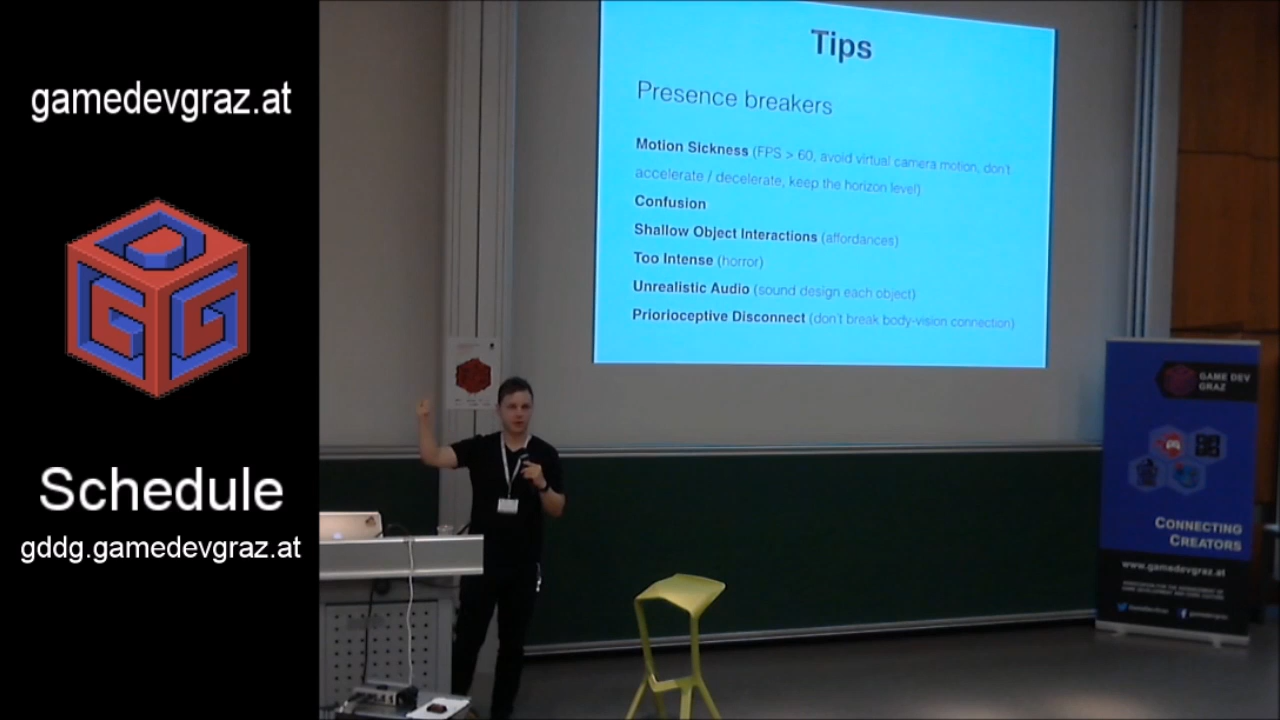 gamedevgraz.at
Schedule
gddg.gamedevgraz.at
Tips
Presence breakers
Motion Sickness (FPS > 60, avoid virtual camera motion, don't
accelerate / decelerate, keep the horizon level)
Confusion
Shallow Object Interactions (affordances)
Too Intense (horror)
Unrealistic Audio (sound design each object)
Priorioceptive Disconnect (don't break body-vision connection)
GAME DEV
GRAZ
CONNECTING
CREATORS
www.gamedevgraz.at